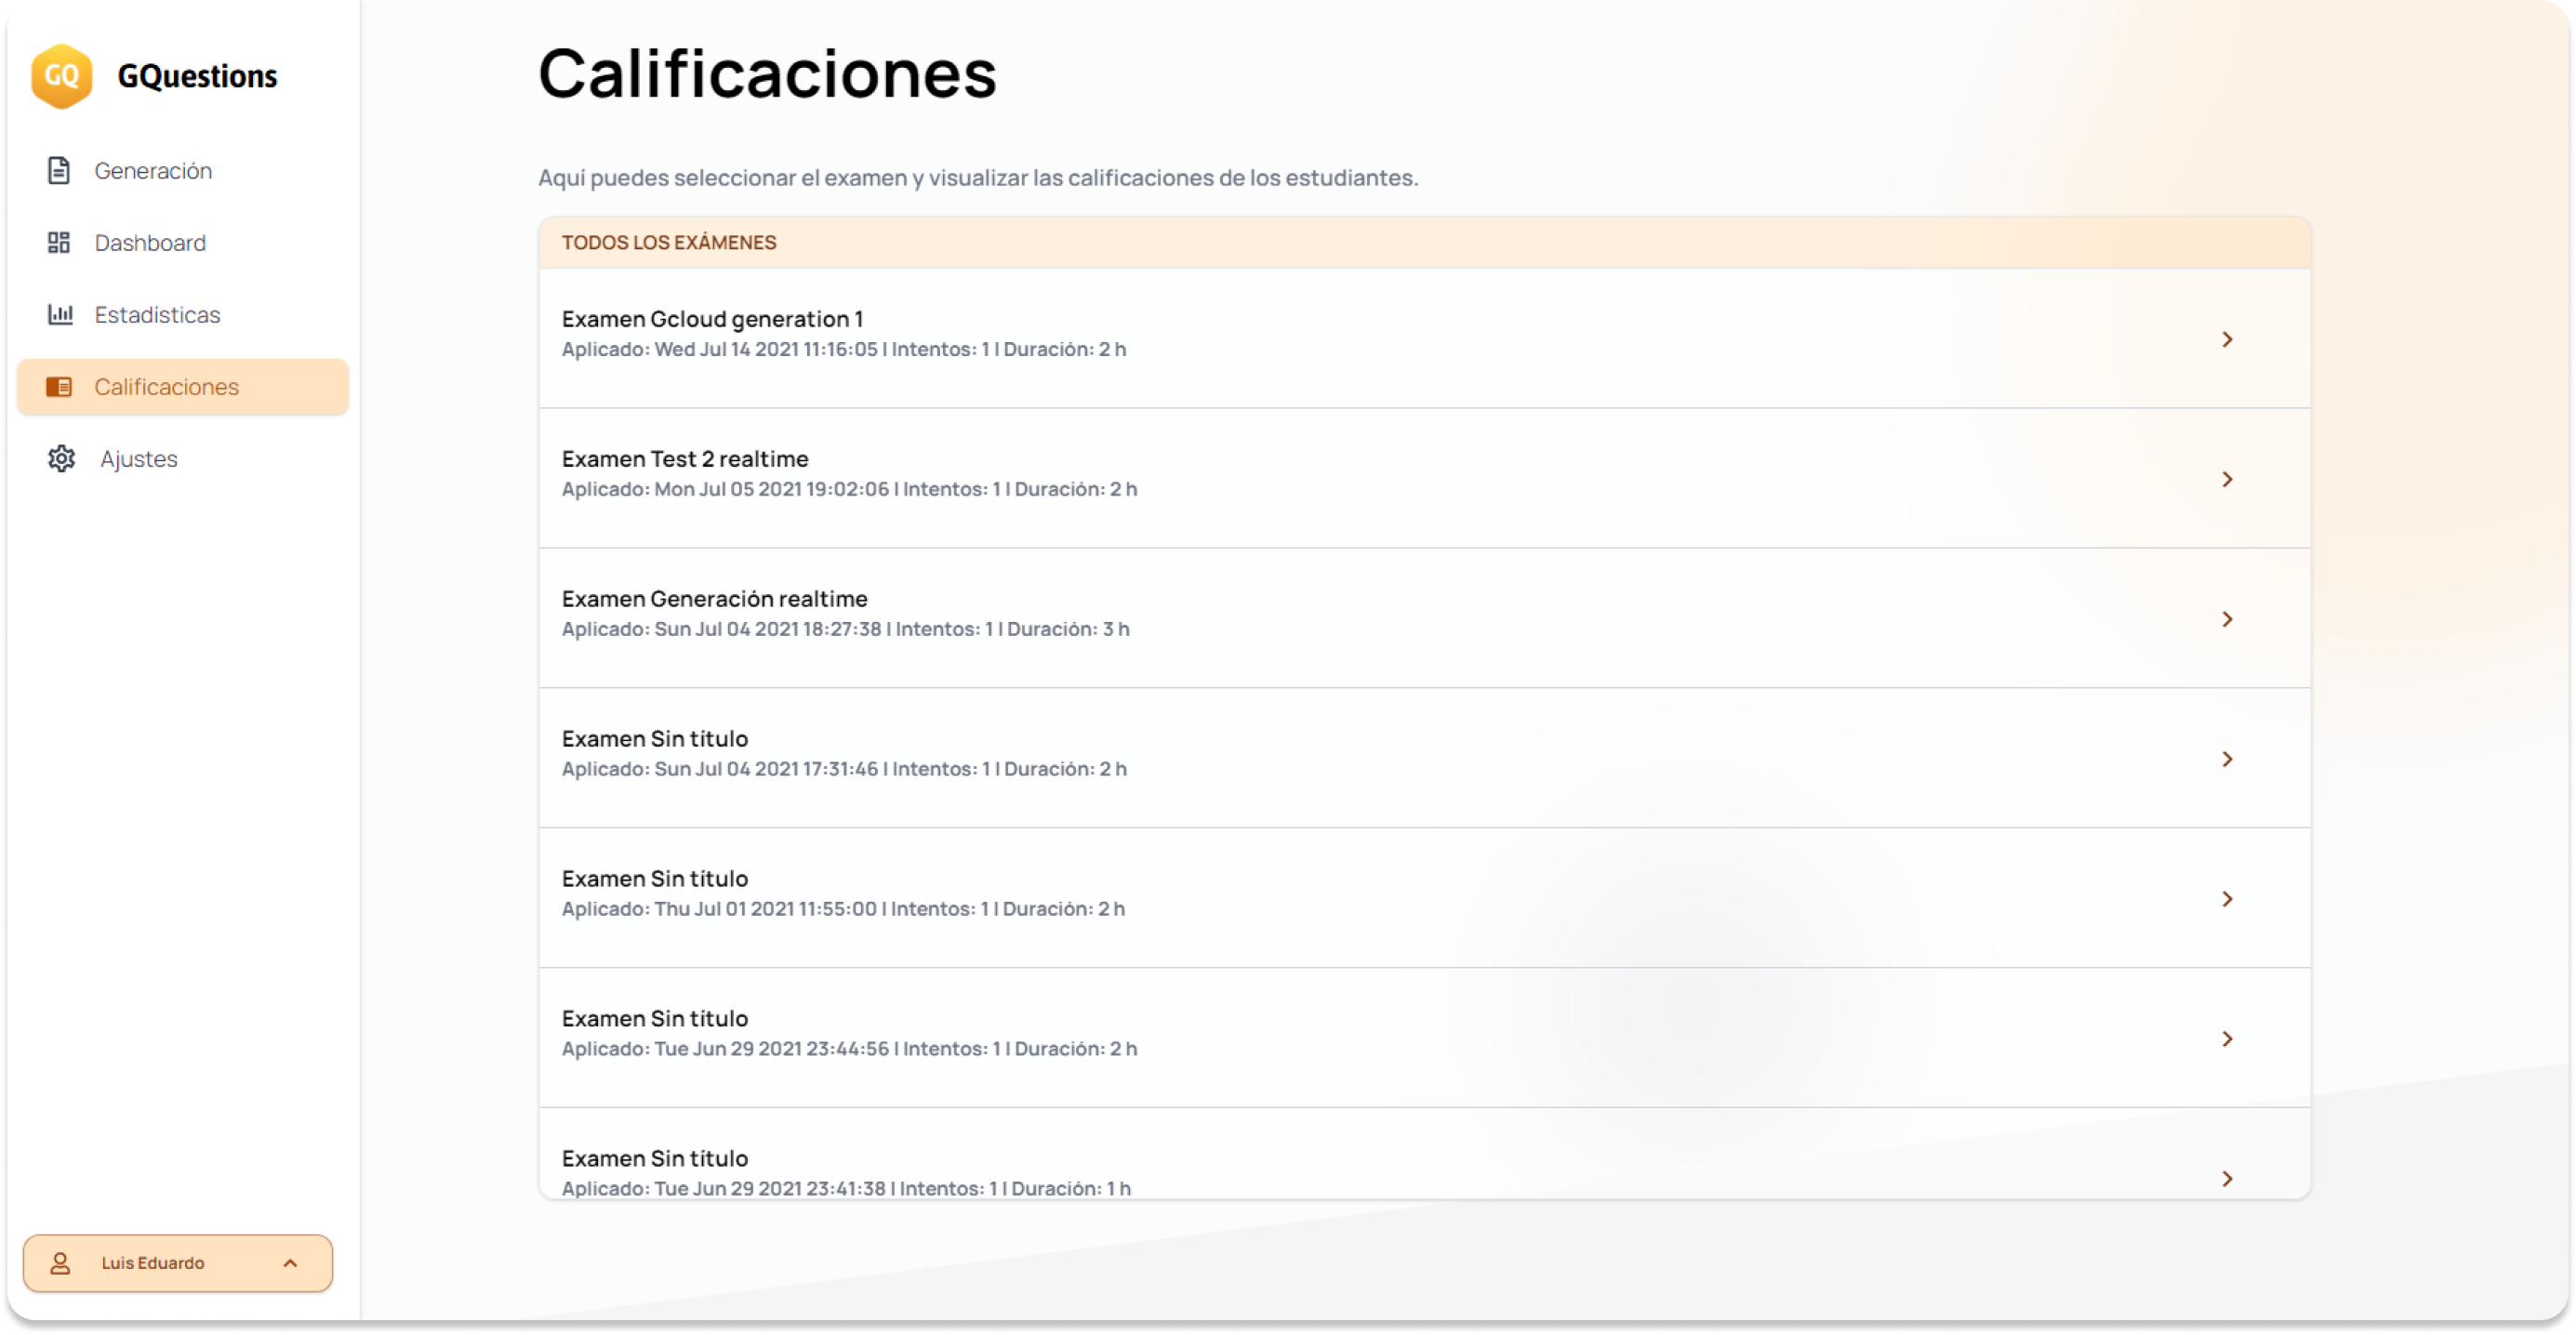 GQ GQuestions
Generación
Dashboard
Estadísticas
Calificaciones
Ajustes
Luis Eduardo
Calificaciones
Aquí puedes seleccionar el examen y visualizar las calificaciones de los estudiantes.
TODOS LOS EXÁMENES
Examen Gcloud generation 1
Aplicado: Wed Jul 14 2021 11:16:05 | Intentos: 1 | Duración: 2 h
Examen Test 2 realtime
Aplicado: Mon Jul 05 2021 19:02:06 | Intentos: 1 | Duración: 2 h
Examen Generación realtime
Aplicado: Sun Jul 04 2021 18:27:38 | Intentos: 1 | Duración: 3 h
Examen Sin título
Aplicado: Sun Jul 04 2021 17:31:46 | Intentos: 1 | Duración: 2 h
Examen Sin título
Aplicado: Thu Jul 01 2021 11:55:00 | Intentos: 1 | Duración: 2 h
Examen Sin título
Aplicado: Tue Jun 29 2021 23:44:56 | Intentos: 1 | Duración: 2 h
Examen Sin título
Aplicado: Tue Jun 29 2021 23:41:38 | Intentos: 1 | Duración: 1 h